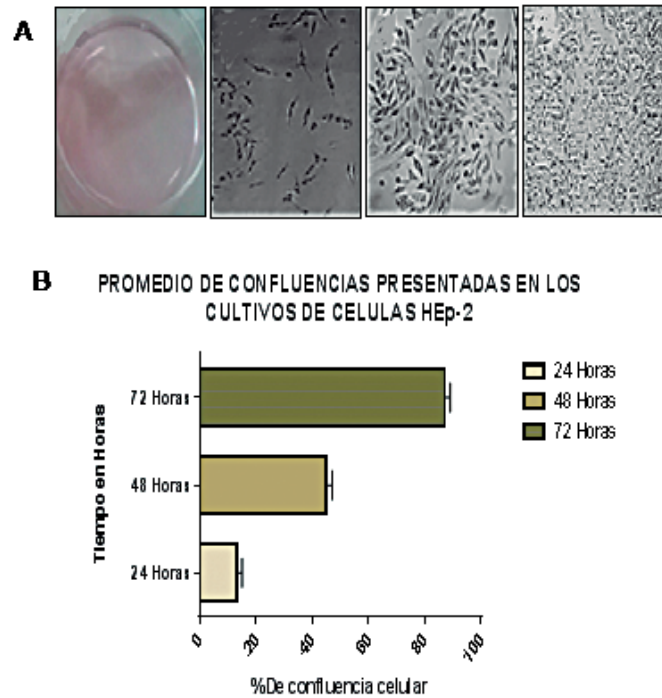 A
B
PROMEDIO DE CONFLUENCIAS PRESENTADAS EN LOS
CULTIVOS DE CELULAS HEp-2
Tiempo en Horas
72 Horas
48 Horas
24 Horas
0 20 40 60 80 100
%De confluencia celular
24 Horas
48 Horas
72 Horas